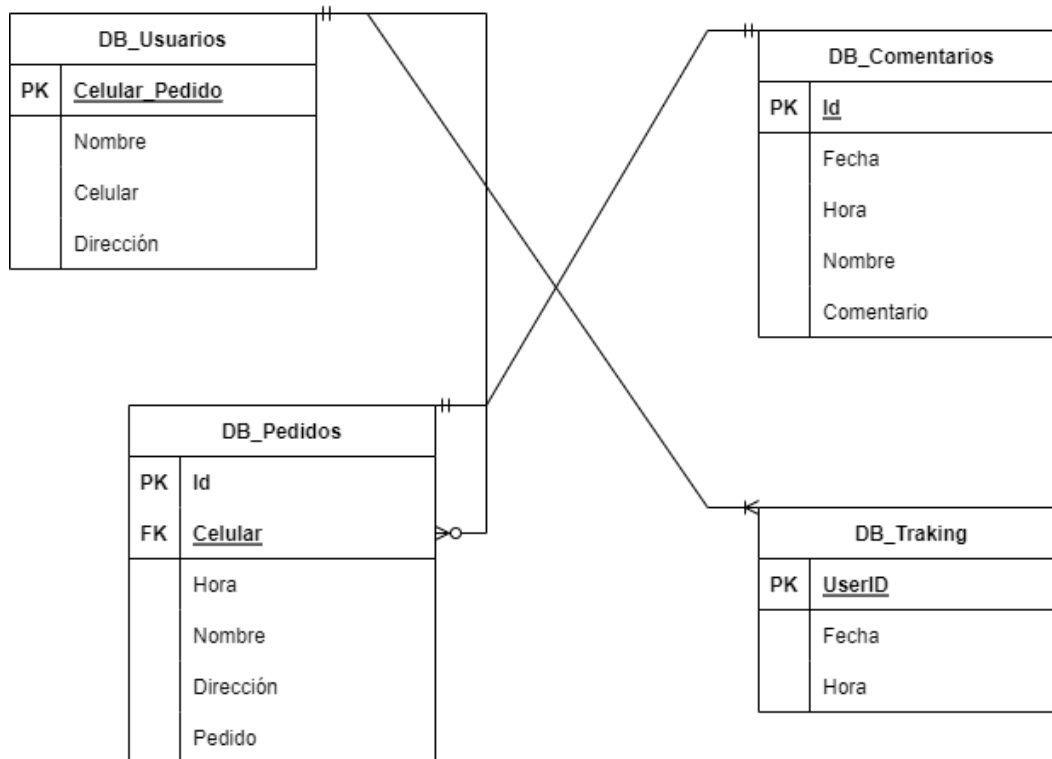 DB_Usuarios
PK Celular_Pedido
Nombre
Celular
Dirección
DB_Comentarios
PK Id
Fecha
Hora
Nombre
Comentario
DB_Pedidos
PK Id
FK Celular
Hora
Nombre
Dirección
Pedido
DB_Traking
PK UserID
Fecha
Hora